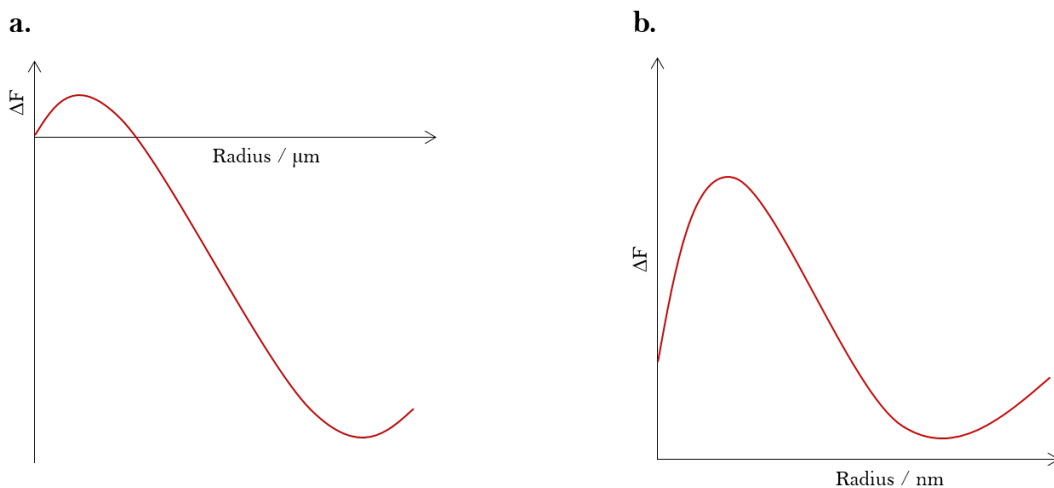 a.
ΔF
Radius / μm
b.
ΔF
Radius / nm